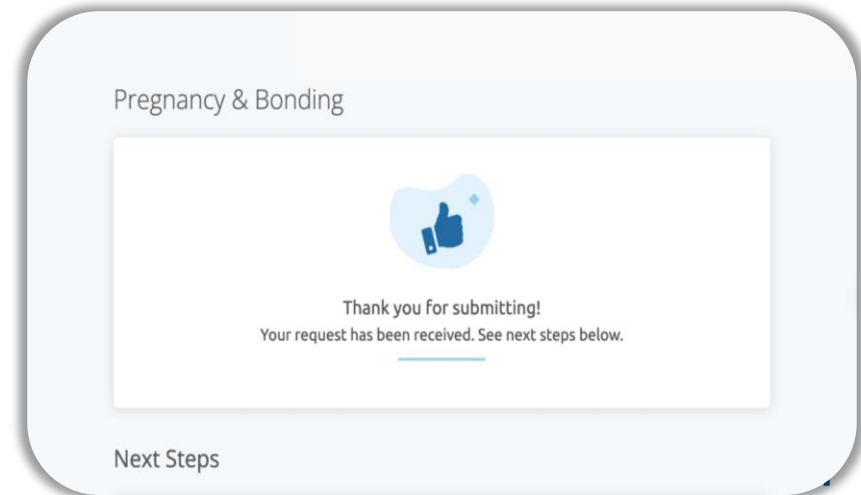 Pregnancy & Bonding
Thank you for submitting!
Your request has been received. See next steps below.
Next Steps